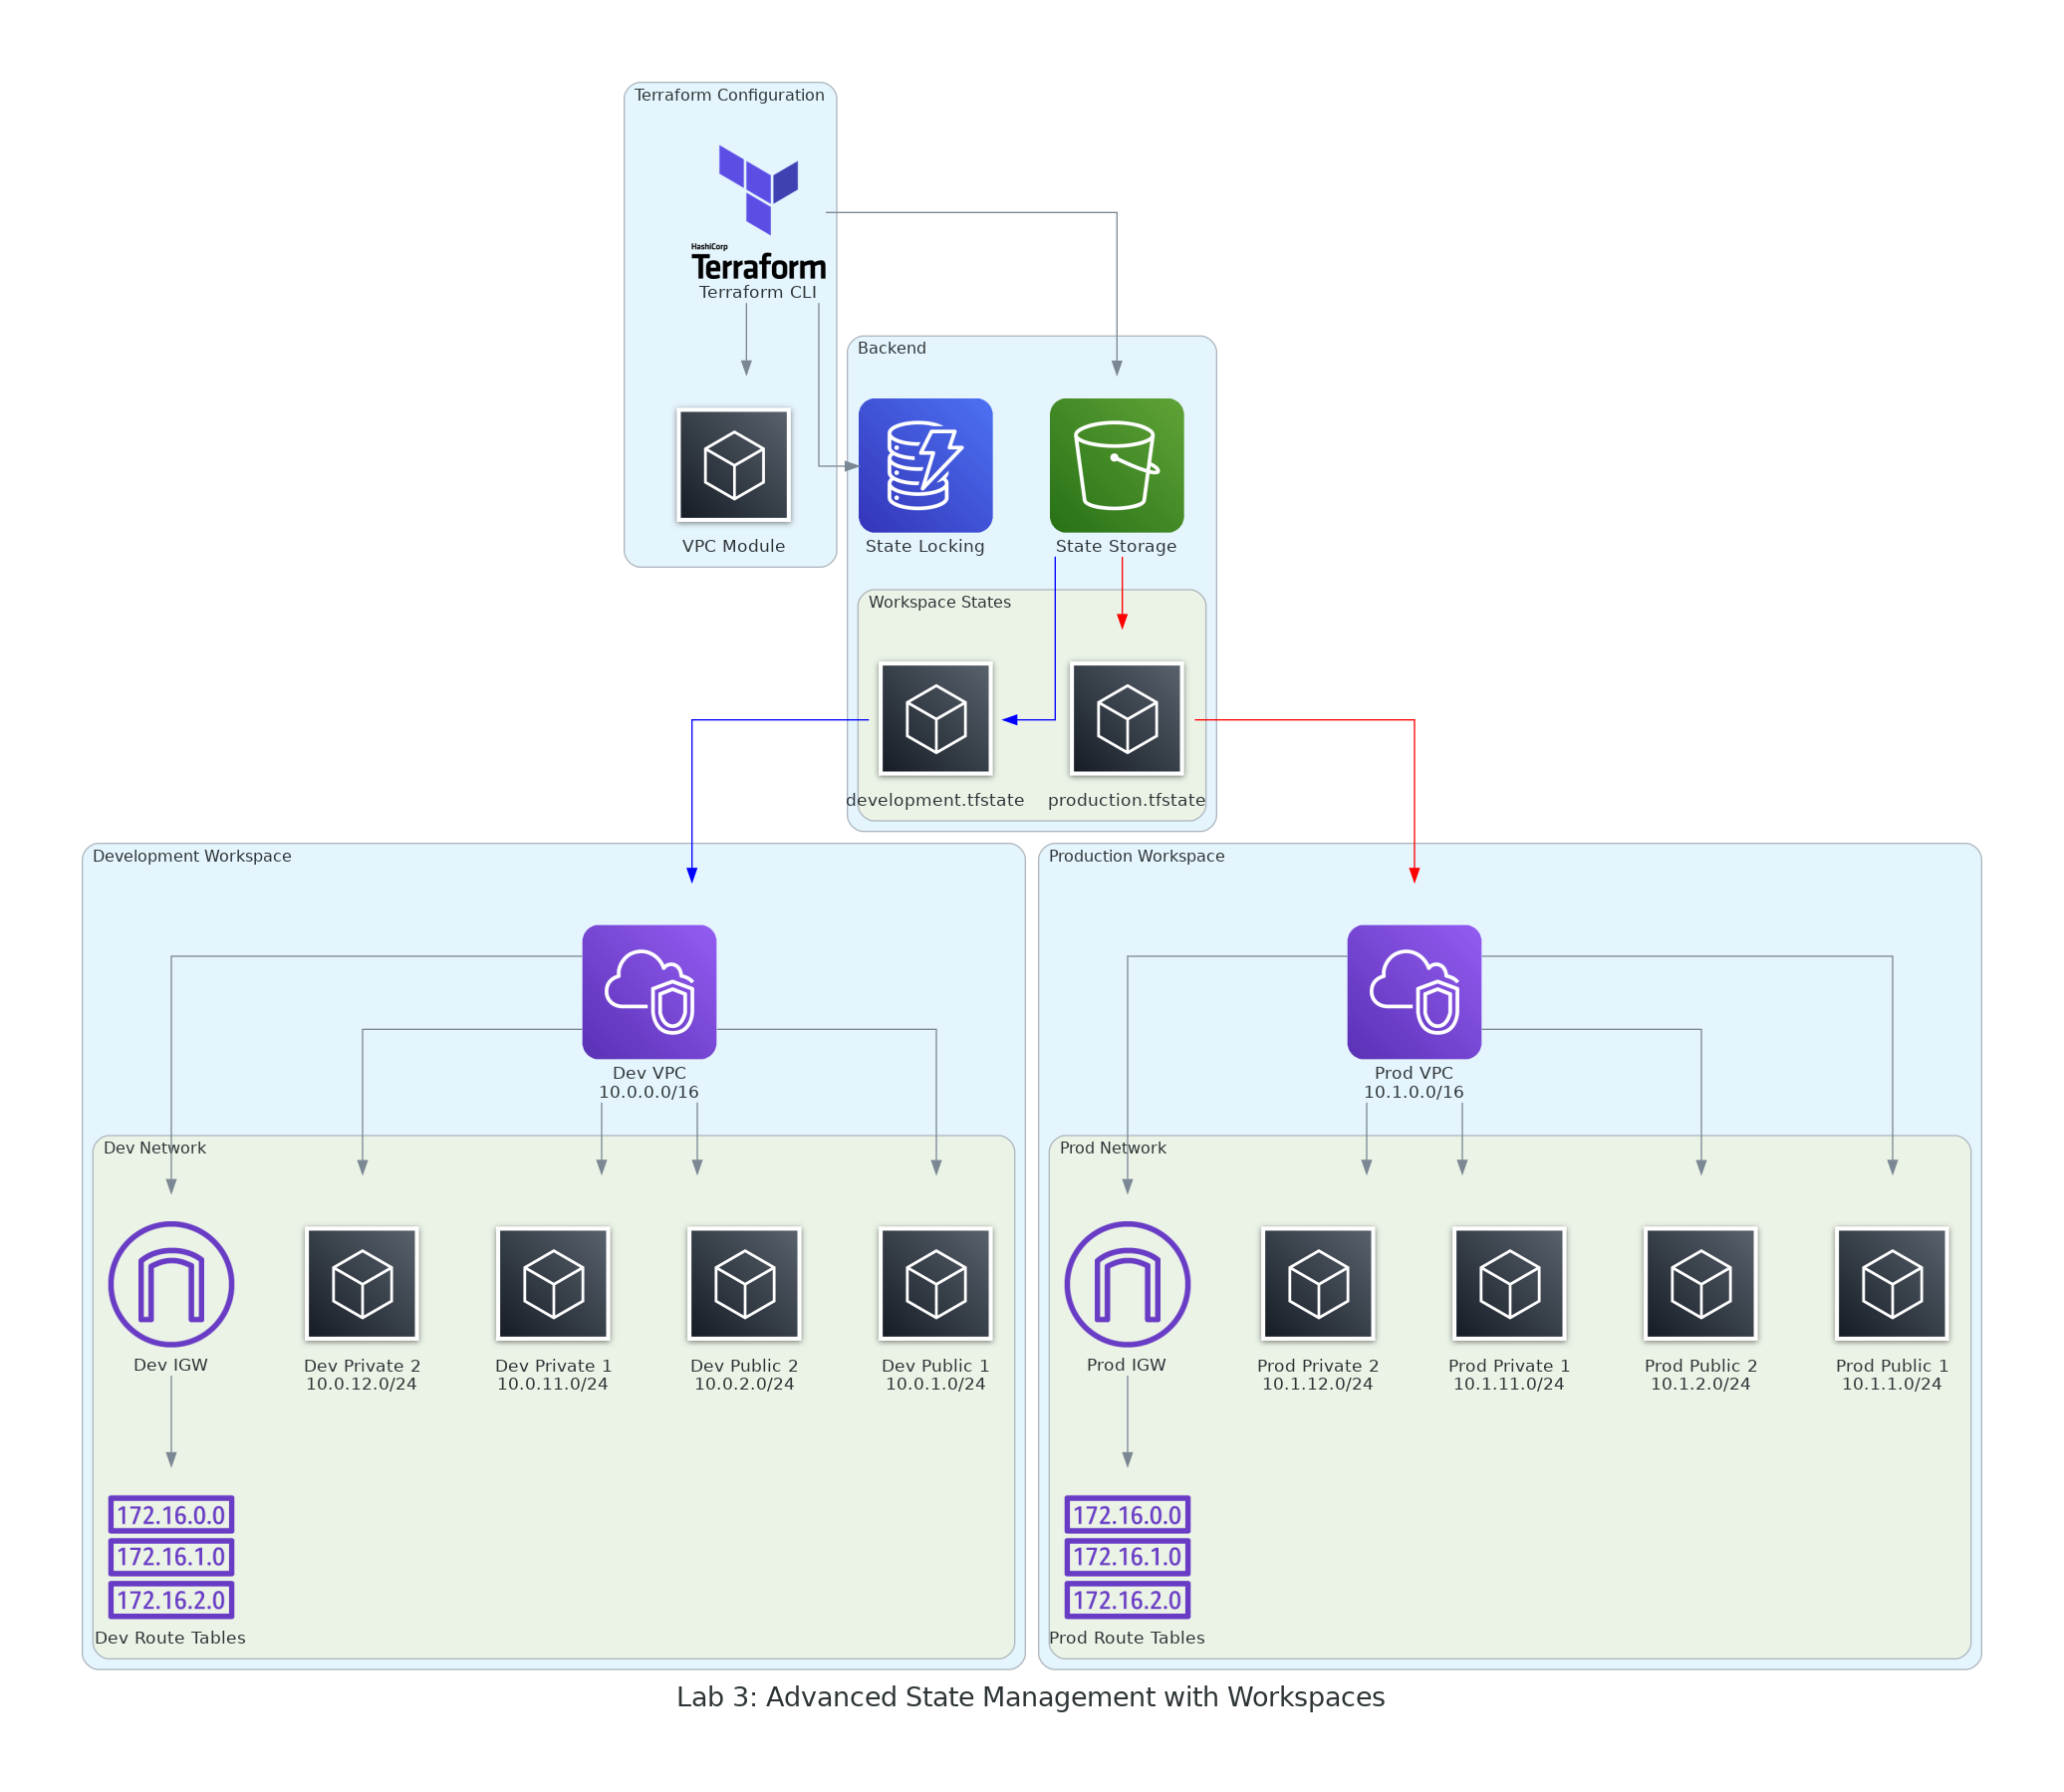 Terraform Configuration
HashiCorp
Terraform
Terraform CLI
VPC Module
Backend
State Locking
State Storage
Workspace States
development.tfstate
production.tfstate
Development Workspace
Dev VPC
10.0.0.0/16
Dev Network
Dev IGW
Dev Private 2
10.0.12.0/24
Dev Private 1
10.0.11.0/24
Dev Public 2
10.0.2.0/24
Dev Public 1
10.0.1.0/24
172.16.0.0
172.16.1.0
172.16.2.0
Dev Route Tables
Production Workspace
Prod VPC
10.1.0.0/16
Prod Network
Prod IGW
Prod Private 2
10.1.12.0/24
Prod Private 1
10.1.11.0/24
Prod Public 2
10.1.2.0/24
Prod Public 1
10.1.1.0/24
172.16.0.0
172.16.1.0
172.16.2.0
Prod Route Tables
Lab 3: Advanced State Management with Workspaces